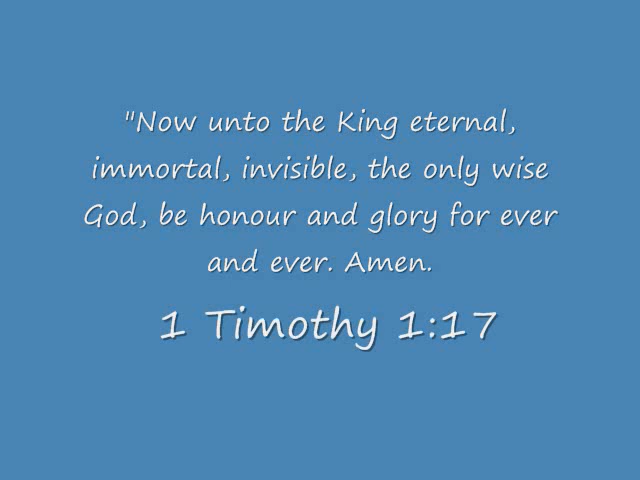 "Now unto the King eternal,
immortal, invisible, the only wise
God, be honour and glory for ever
and ever. Amen.
1 Timothy 1:17